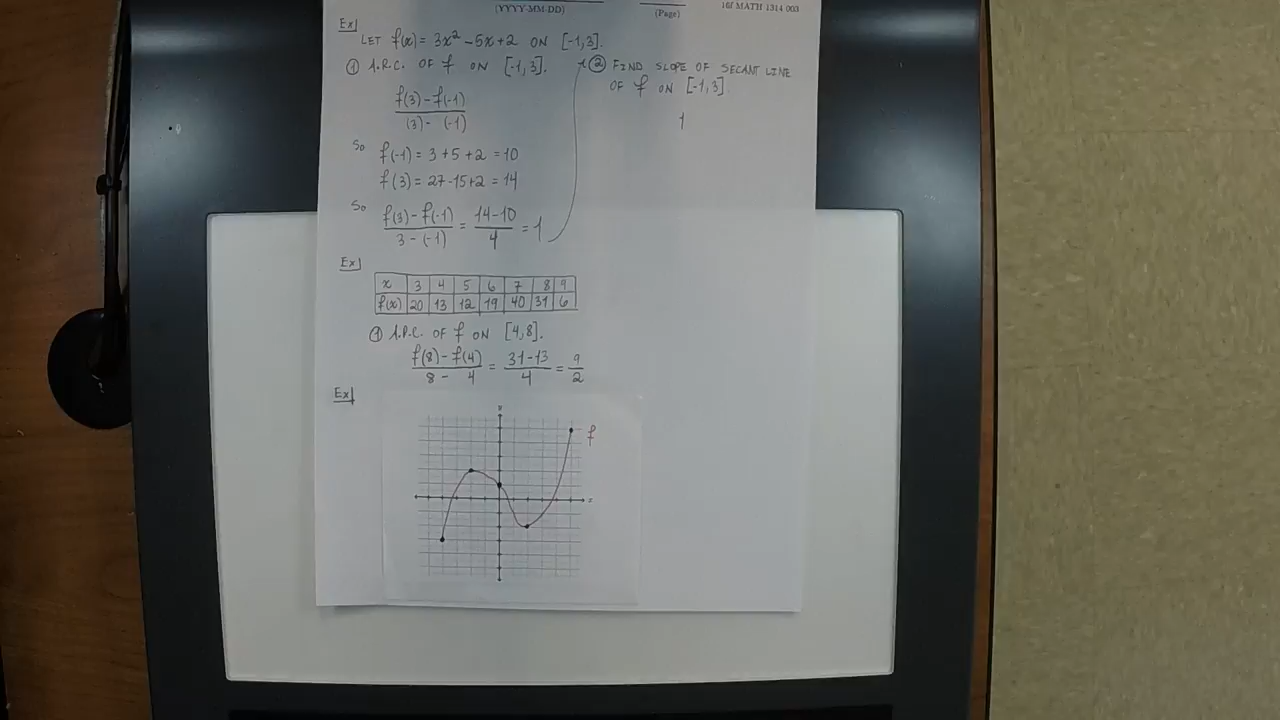 (YYYY-MM-DD)
(Page)
16f MATH 1314 003
Ex
LET f(x) = 3x² - 5x + 2 ON [-1,3].
① A.R.C. OF f ON [-1,3].
f(3) - f(-1)
(3) - (-1)
So f(-1) = 3 + 5 + 2 = 10
f(3) = 27 - 15 + 2 = 14
So f(3) - f(-1) / 3 - (-1) = 14 - 10 / 4 = 1
② FIND SLOPE OF SECANT LINE
OF f ON [-1,3].
1
Ex
x 3 4 5 6 7 8 9
f(x) 20 13 12 19 40 31 6
① A.R.C. OF f ON [4,8].
f(8) - f(4) / 8 - 4 = 31 - 13 / 4 = 9 / 2
Ex
f